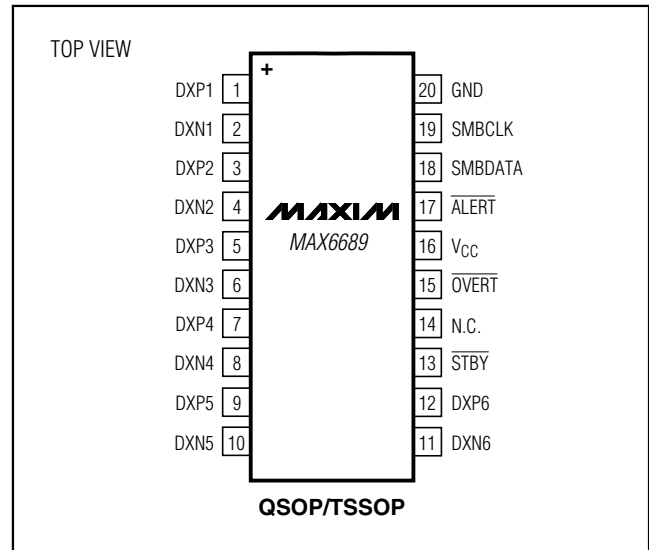 TOP VIEW
+
DXP1 1 20 GND
DXN1 2 19 SMBCLK
DXP2 3 18 SMBDATA
DXN2 4 MAXIM 17 ALERT
DXP3 5 MAX6689 16 VCC
DXN3 6 15 OVERT
DXP4 7 14 N.C.
DXN4 8 13 STBY
DXP5 9 12 DXP6
DXN5 10 11 DXN6
QSOP/TSSOP